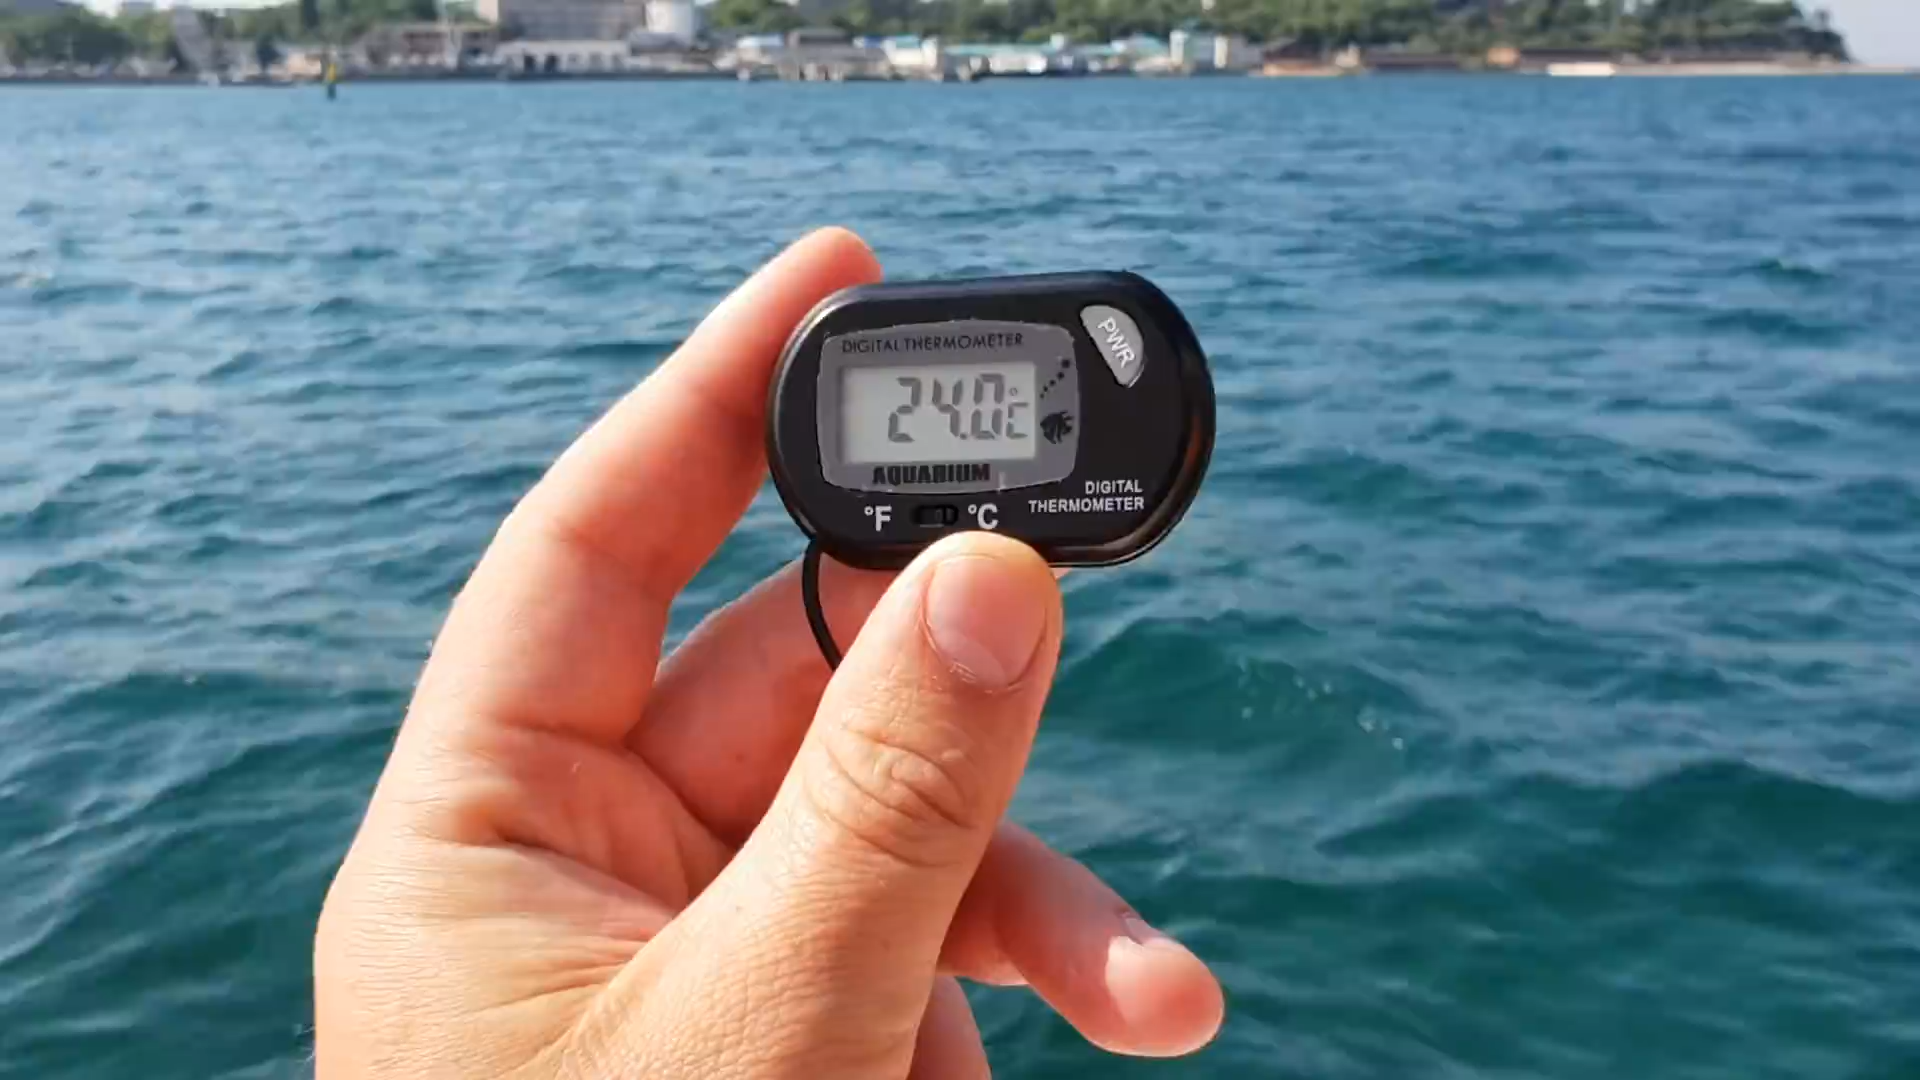 DIGITAL THERMOMETER
PWR
24.0°C
AQUARIUM
°F °C
DIGITAL
THERMOMETER